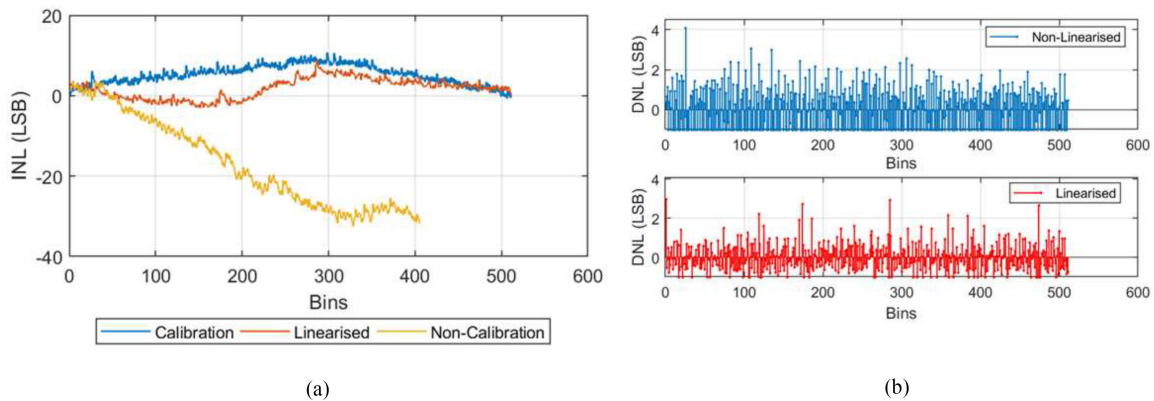 20
0
-20
-40
INL (LSB)
0 100 200 300 400 500 600
Bins
Calibration Linearised Non-Calibration
(a)
4
2
0
DNL (LSB)
Non-Linearised
0 100 200 300 400 500 600
Bins
4
2
0
DNL (LSB)
Linearised
0 100 200 300 400 500 600
Bins
(b)